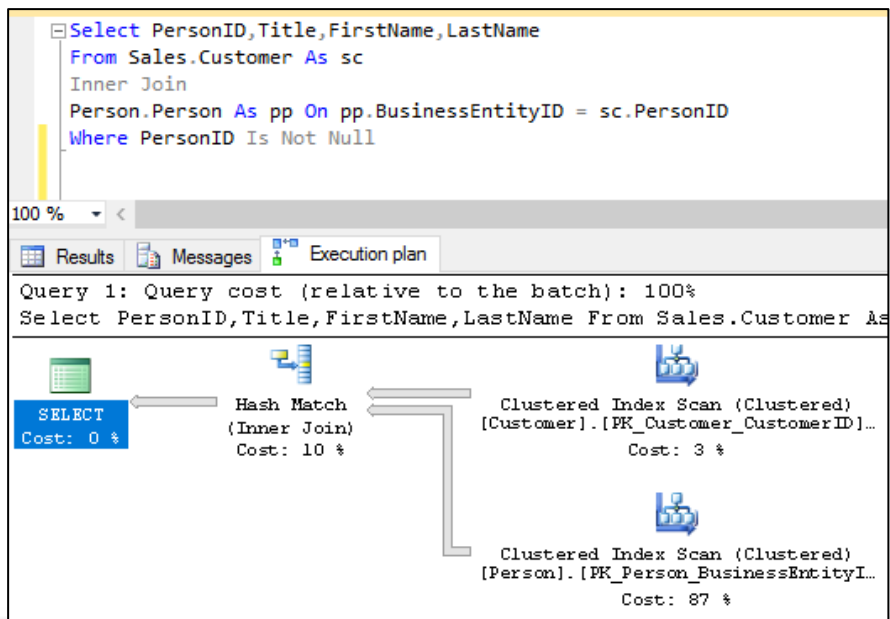 Select PersonID,Title,FirstName,LastName
From Sales.Customer As sc
Inner Join
Person.Person As pp On pp.BusinessEntityID = sc.PersonID
Where PersonID Is Not Null
100 %
Results Messages Execution plan
Query 1: Query cost (relative to the batch): 100%
Select PersonID,Title,FirstName,LastName From Sales.Customer As
SELECT
Cost: 0 %
Hash Match
(Inner Join)
Cost: 10 %
Clustered Index Scan (Clustered)
[Customer].[PK_Customer_CustomerID]…
Cost: 3 %
Clustered Index Scan (Clustered)
[Person].[PK_Person_BusinessEntityI…
Cost: 87 %